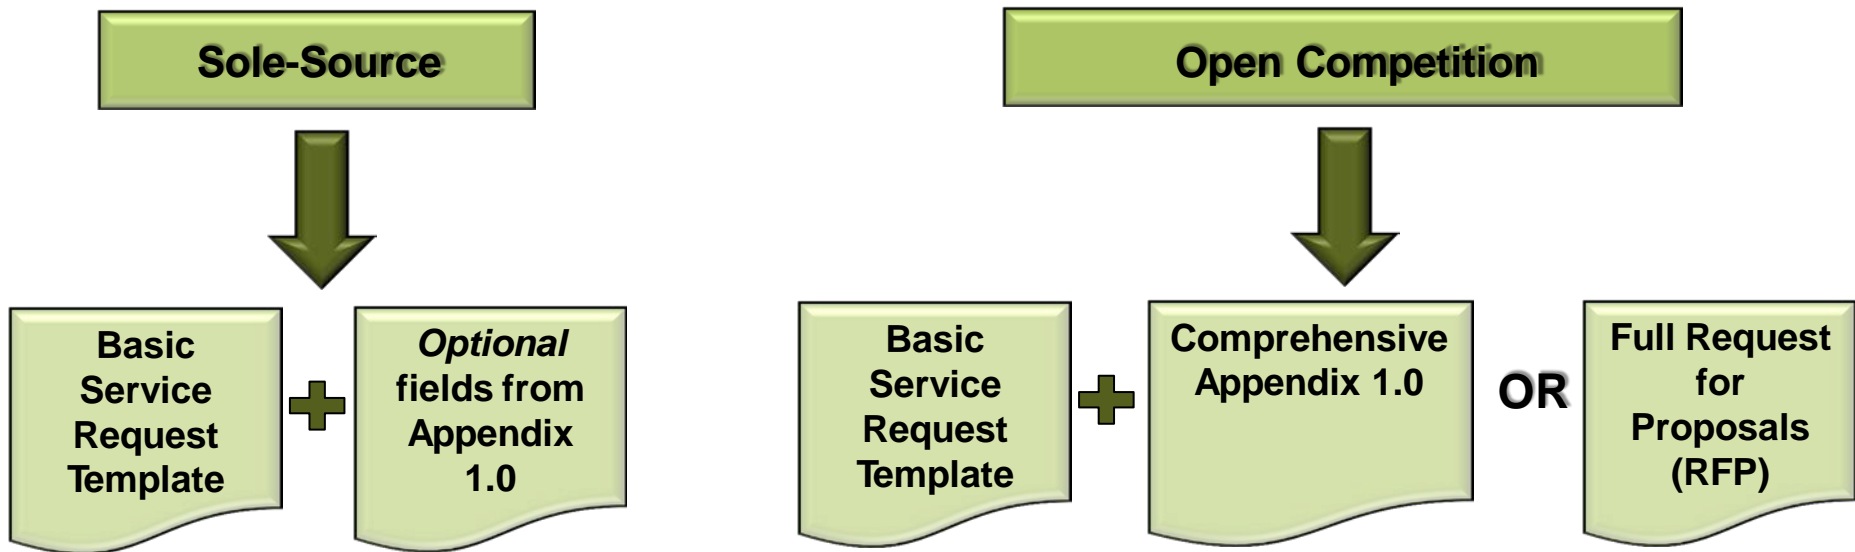 Sole-Source
Open Competition
Basic
Service
Request
Template
Optional
fields from
Appendix
1.0
Basic
Service
Request
Template
Comprehensive
Appendix 1.0
OR
Full Request
for
Proposals
(RFP)